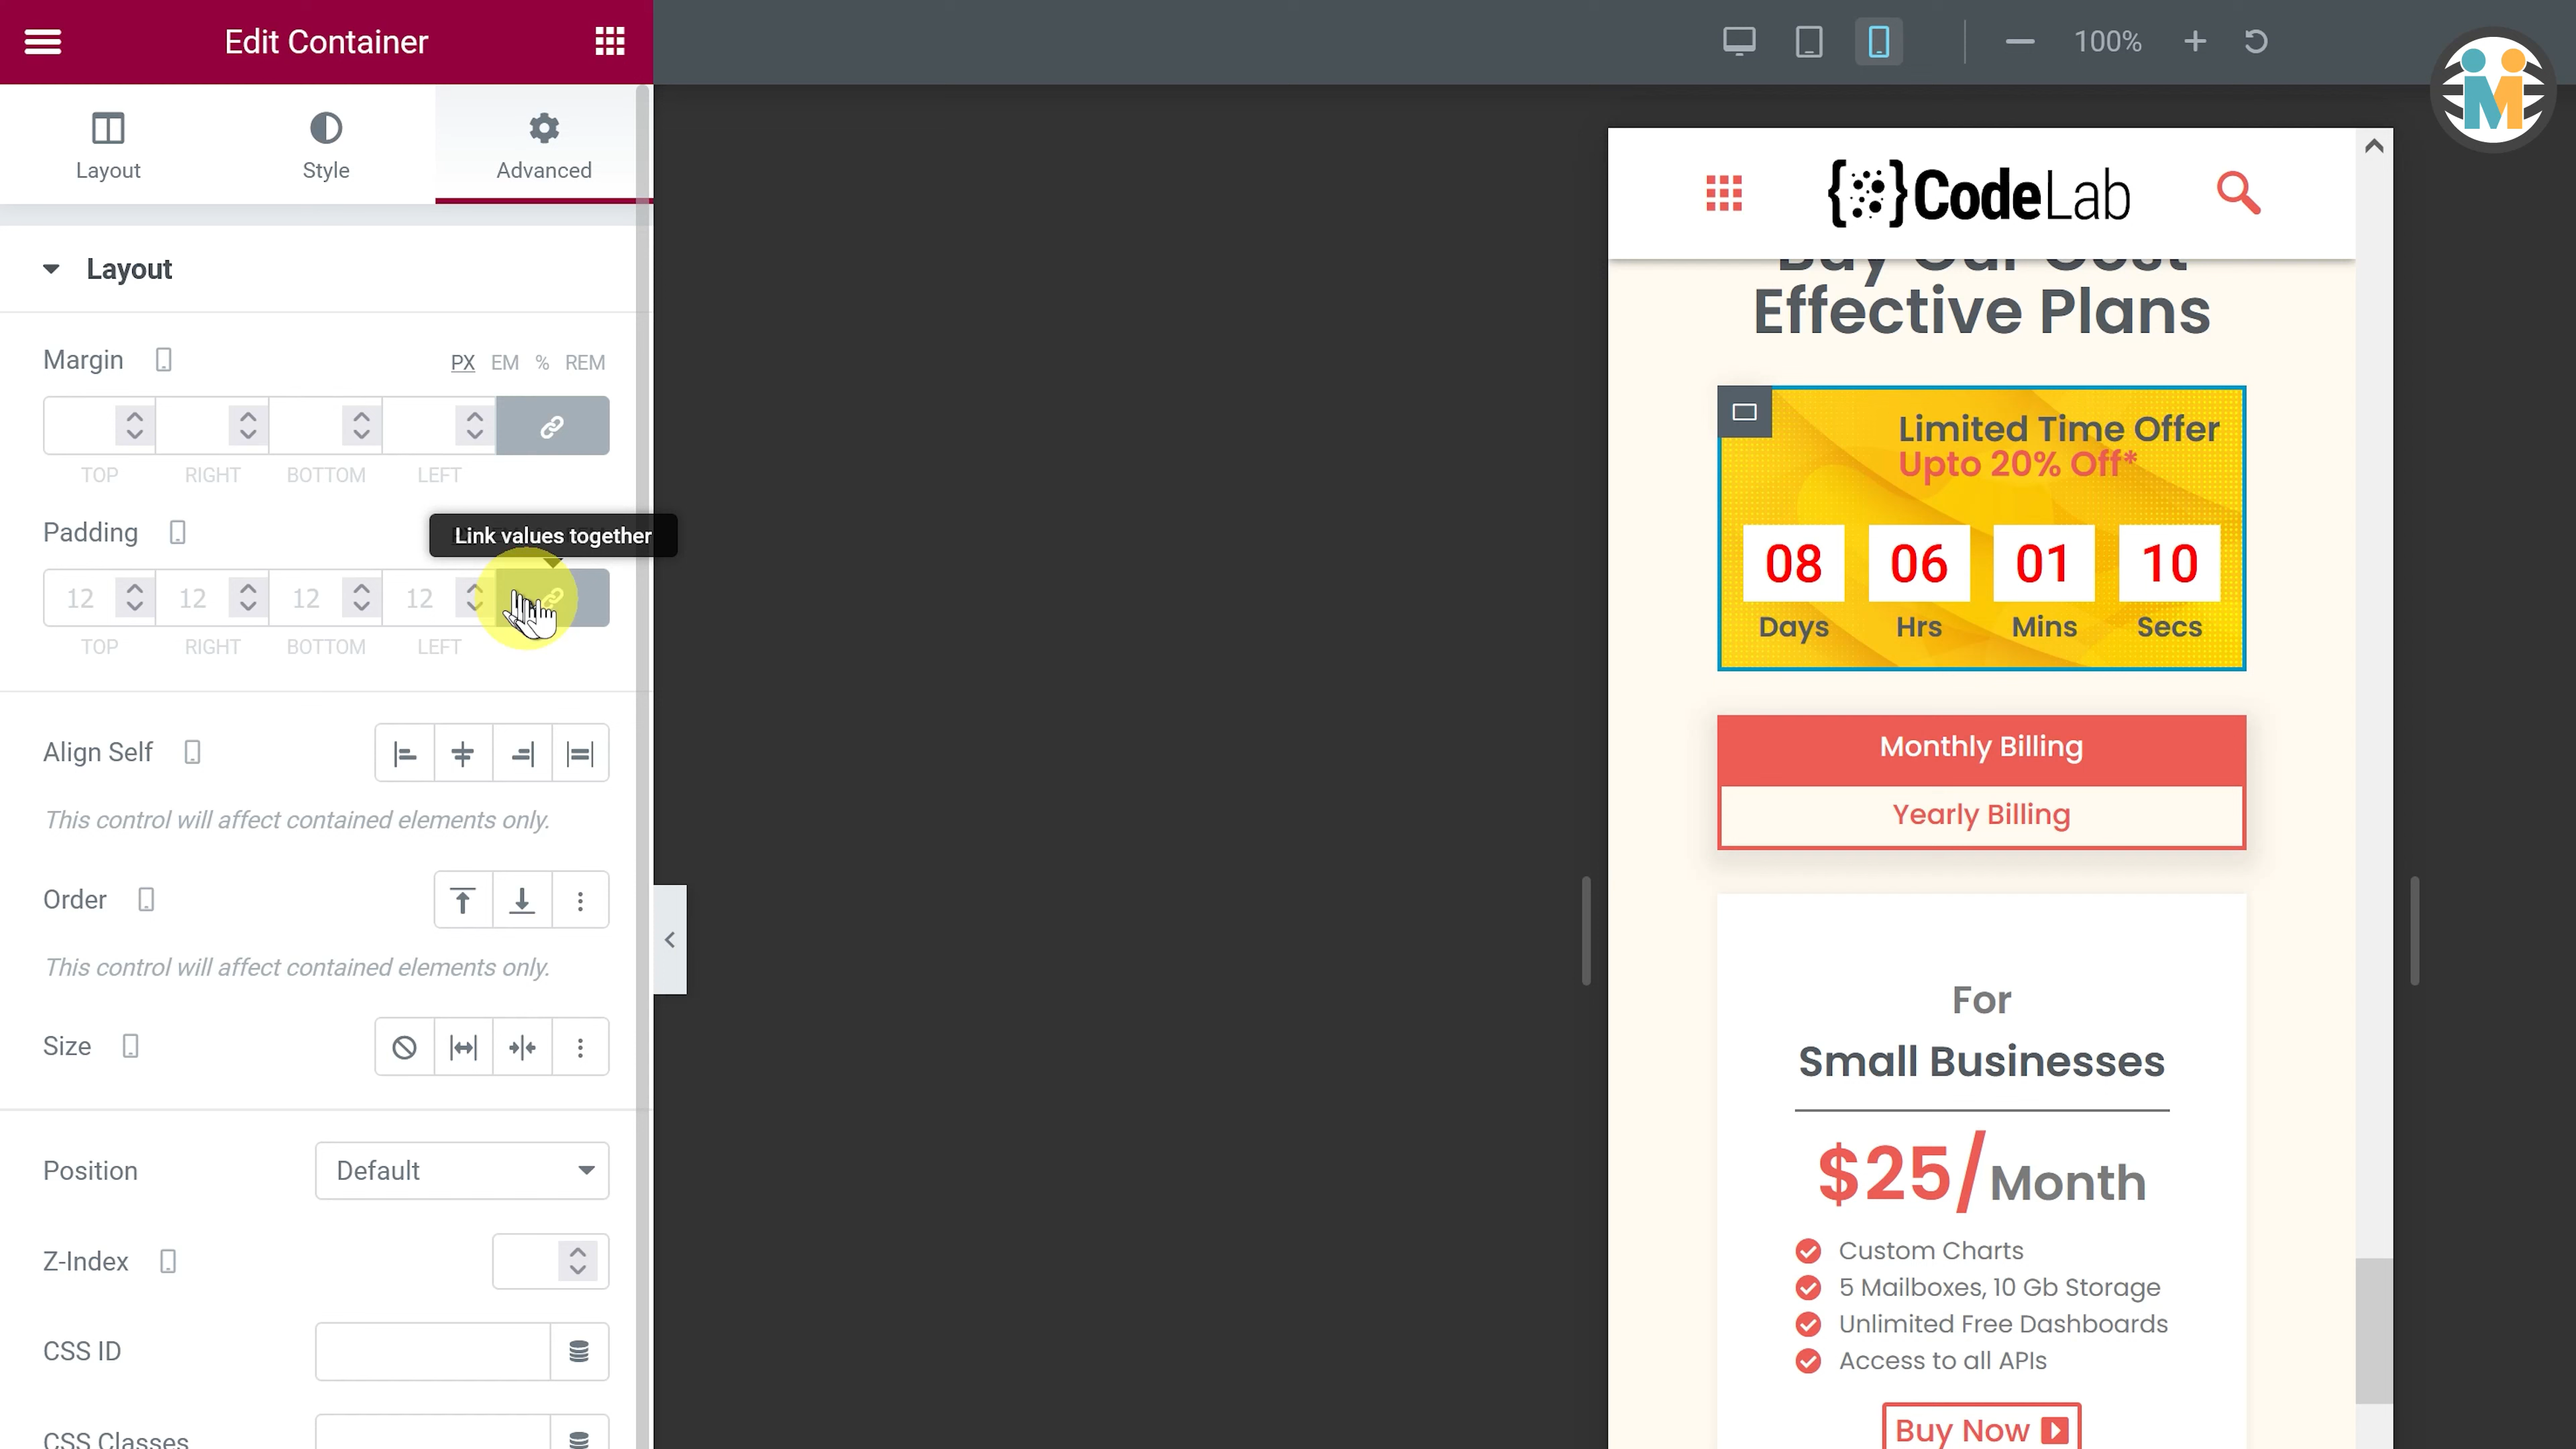 Edit Container
100%
Layout
Style
Advanced
Layout
Margin
PX EM % REM
TOP RIGHT BOTTOM LEFT
Padding
Link values together
12 12 12 12
TOP RIGHT BOTTOM LEFT
Align Self
This control will affect contained elements only.
Order
This control will affect contained elements only.
Size
Position
Default
Z-Index
CSS ID
CSS Classes
{CodeLab}
Buy Our Cost
Effective Plans
Limited Time Offer
Upto 20% Off*
08 06 01 10
Days Hrs Mins Secs
Monthly Billing
Yearly Billing
For
Small Businesses
$25/Month
Custom Charts
5 Mailboxes, 10 Gb Storage
Unlimited Free Dashboards
Access to all APIs
Buy Now
M